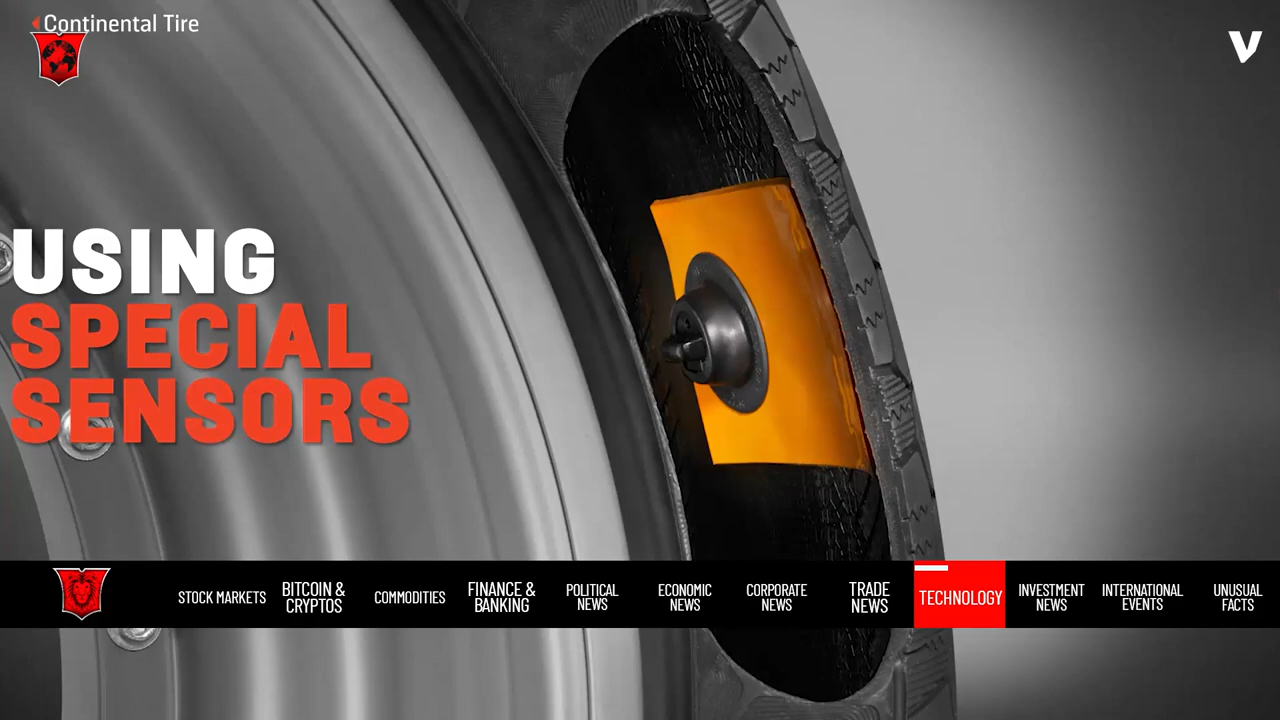 Continental Tire
V
USING
SPECIAL
SENSORS
STOCK MARKETS
BITCOIN &
CRYPTOS
COMMODITIES
FINANCE &
BANKING
POLITICAL
NEWS
ECONOMIC
NEWS
CORPORATE
NEWS
TRADE
NEWS
TECHNOLOGY
INVESTMENT
NEWS
INTERNATIONAL
EVENTS
UNUSUAL
FACTS